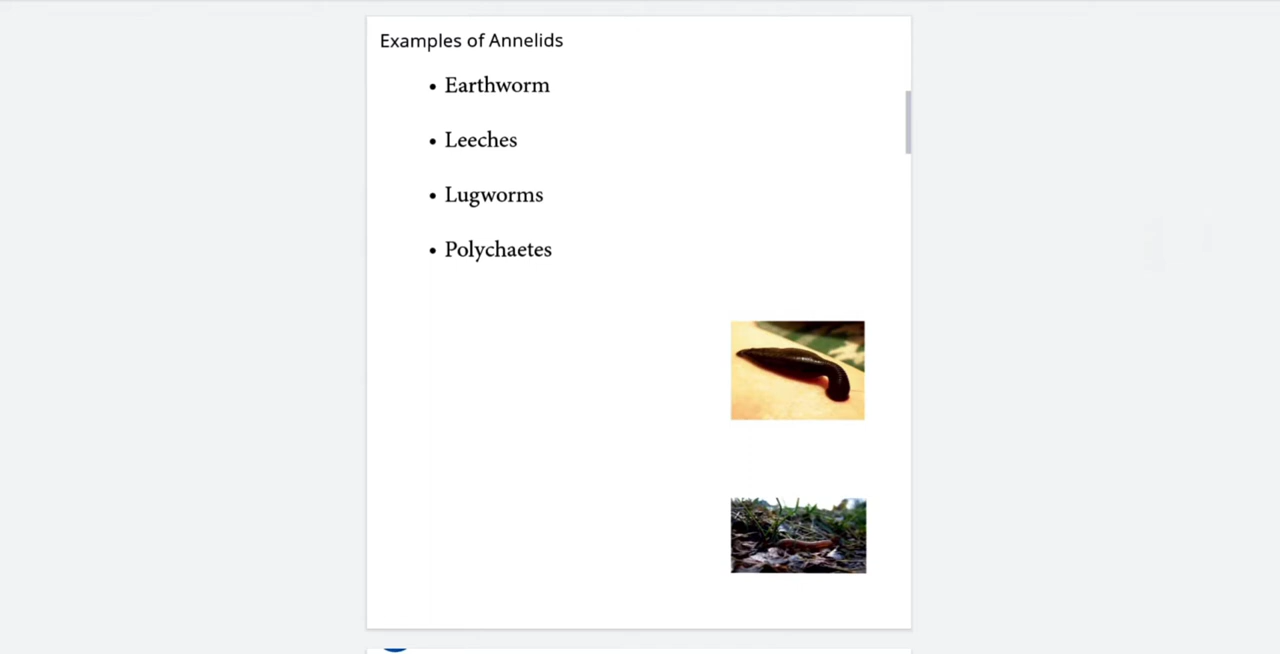 Examples of Annelids
• Earthworm
• Leeches
• Lugworms
• Polychaetes